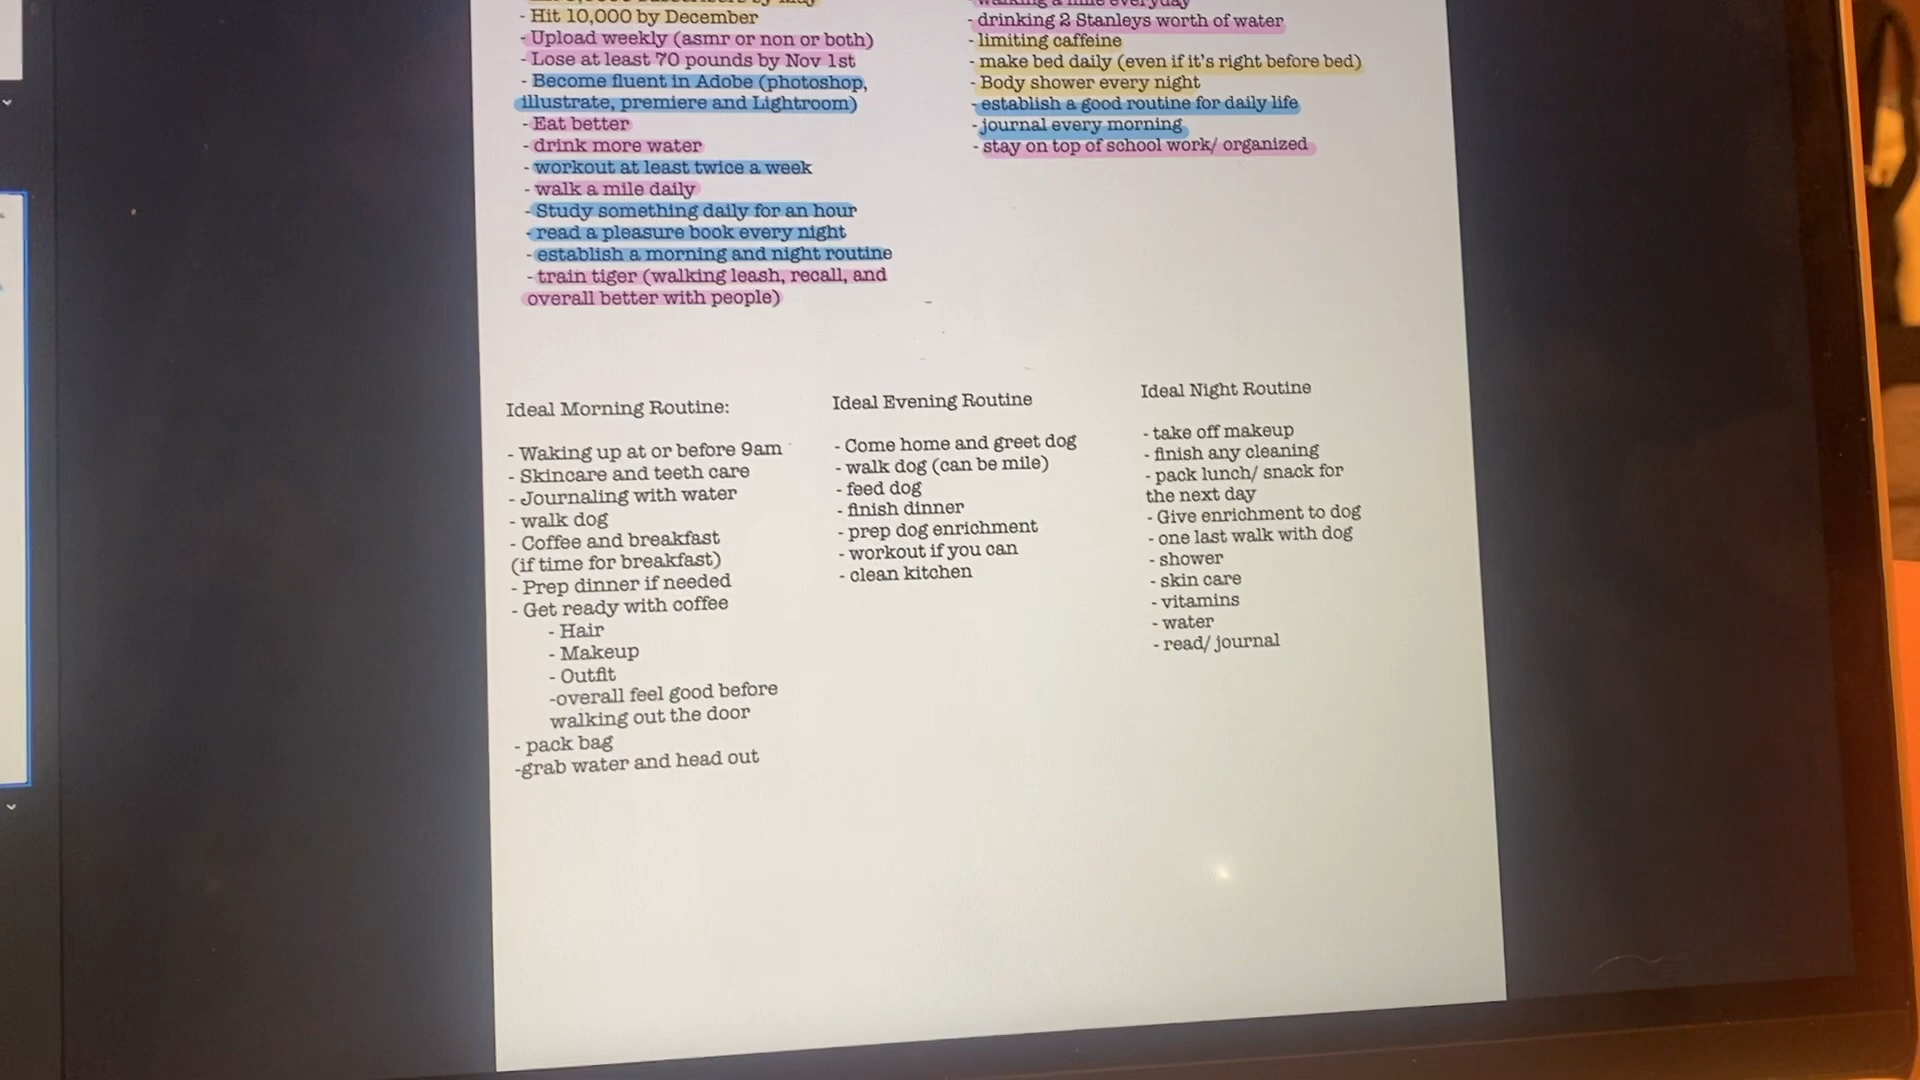 - Hit 10,000 by December
- Upload weekly (asmr or non or both)
- Lose at least 70 pounds by Nov 1st
- Become fluent in Adobe (photoshop,
illustrate, premiere and Lightroom)
- Eat better
- drink more water
- workout at least twice a week
- walk a mile daily
- Study something daily for an hour
- read a pleasure book every night
- establish a morning and night routine
- train tiger (walking leash, recall, and
overall better with people)
- walking a mile everyday
- drinking 2 Stanleys worth of water
- limiting caffeine
- make bed daily (even if it's right before bed)
- Body shower every night
- establish a good routine for daily life
- journal every morning
- stay on top of school work/ organized
Ideal Morning Routine:
- Waking up at or before 9am
- Skincare and teeth care
- Journaling with water
- walk dog
- Coffee and breakfast
(if time for breakfast)
- Prep dinner if needed
- Get ready with coffee
- Hair
- Makeup
- Outfit
-overall feel good before
walking out the door
- pack bag
-grab water and head out
Ideal Evening Routine
- Come home and greet dog
- walk dog (can be mile)
- feed dog
- finish dinner
- prep dog enrichment
- workout if you can
- clean kitchen
Ideal Night Routine
- take off makeup
- finish any cleaning
- pack lunch/ snack for
the next day
- Give enrichment to dog
- one last walk with dog
- shower
- skin care
- vitamins
- water
- read/ journal